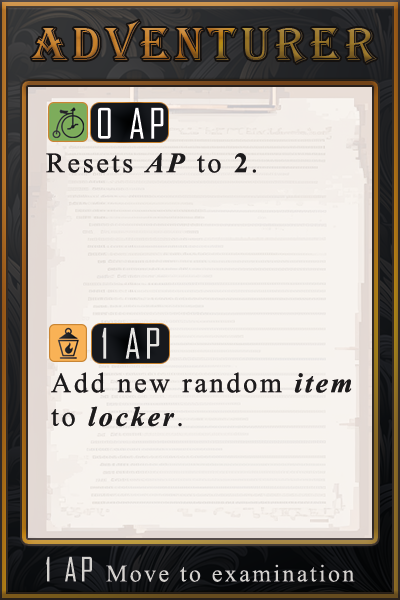 ADVENTURER
0 AP
Resets AP to 2.
1 AP
Add new random item
to locker.
1 AP Move to examination